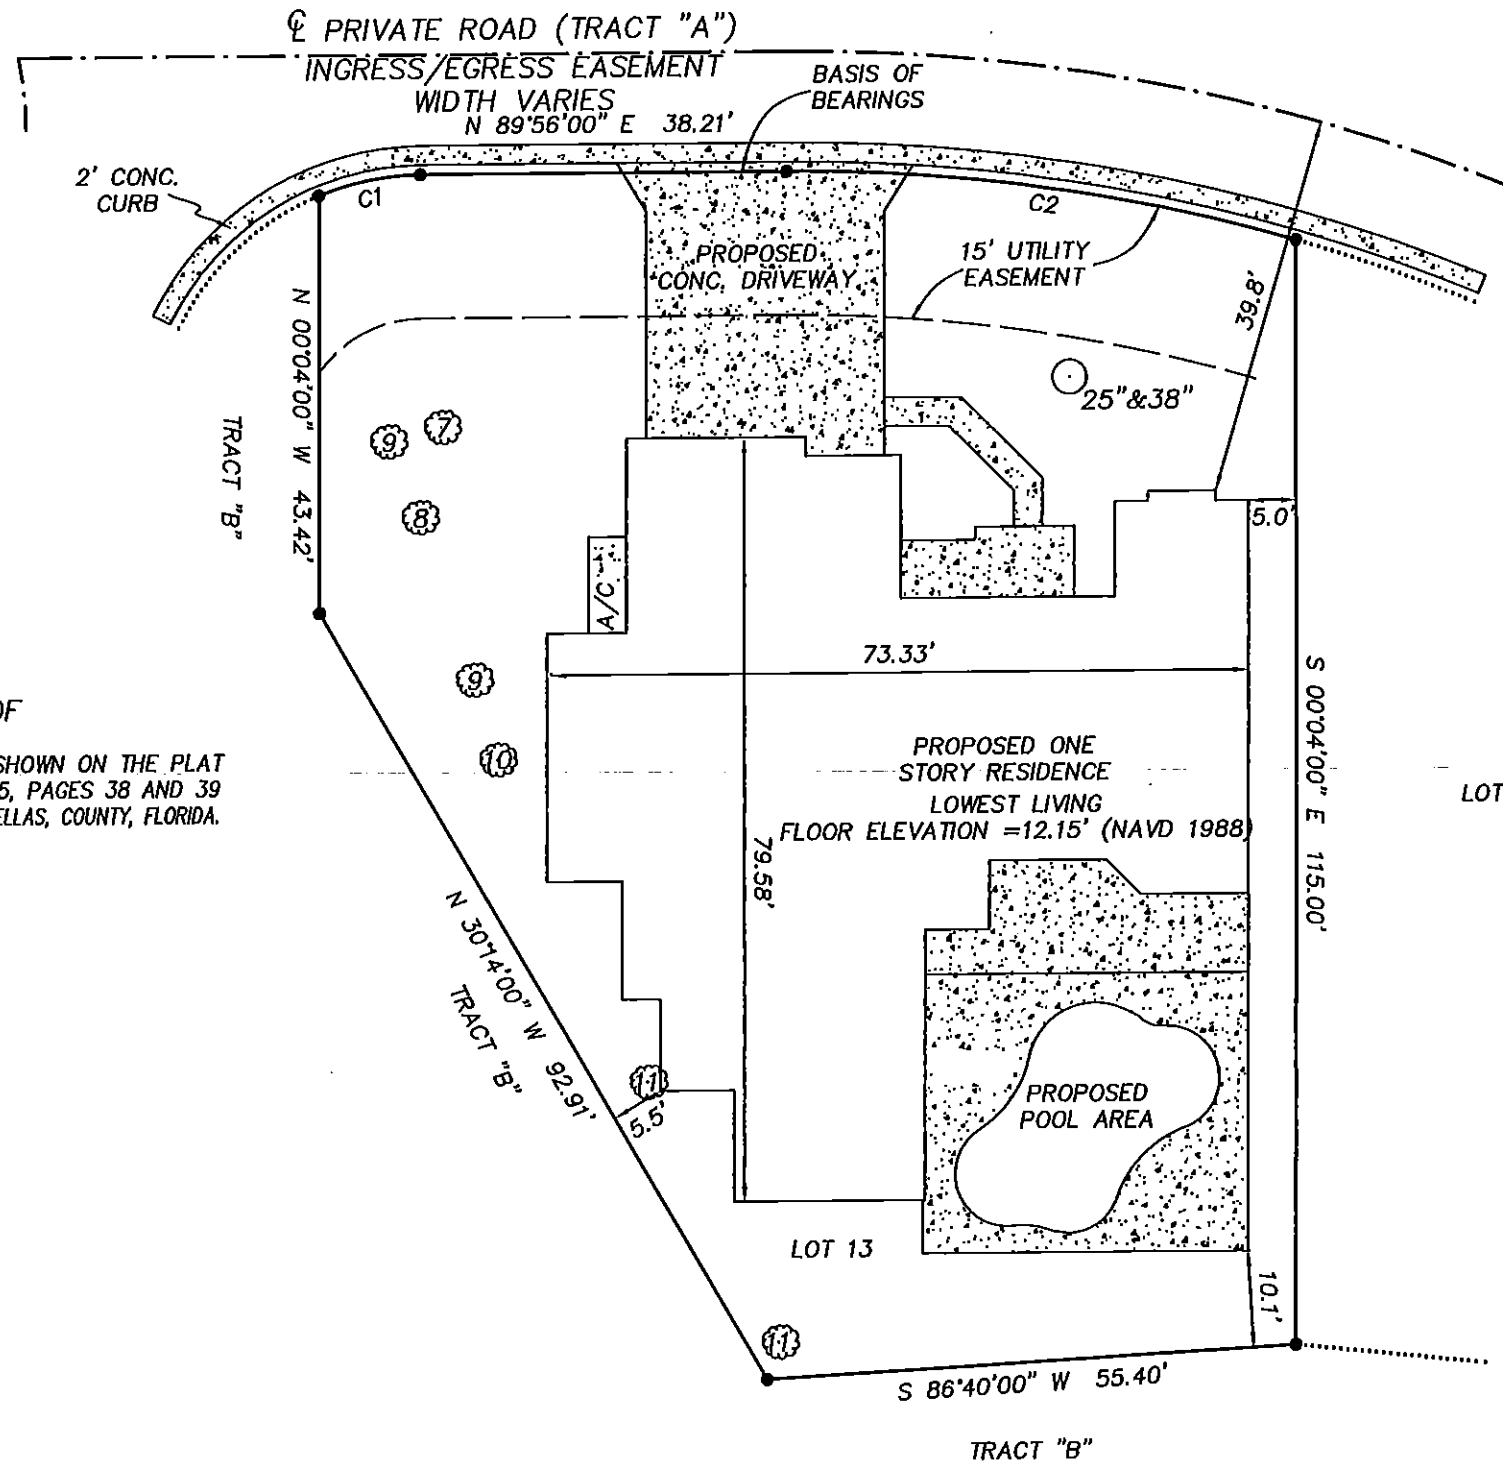 ℄ PRIVATE ROAD (TRACT "A")
INGRESS/EGRESS EASEMENT
WIDTH VARIES
N 89°56'00" E 38.21'
BASIS OF
BEARINGS
2' CONC.
CURB
C1
C2
PROPOSED
CONC. DRIVEWAY
15' UTILITY
EASEMENT
39.8'
N 00°04'00" W 43.42'
TRACT "B"
25"&38"
9
7
8
A/C
5.0'
73.33'
9
10
OF
SHOWN ON THE PLAT
5, PAGES 38 AND 39
ELLAS, COUNTY, FLORIDA.
PROPOSED ONE
STORY RESIDENCE
LOWEST LIVING
FLOOR ELEVATION =12.15' (NAVD 1988)
S 00°04'00" E 115.00'
LOT
79.58'
N 30°14'00" W 92.91'
TRACT "B"
11
5.5'
PROPOSED
POOL AREA
LOT 13
10.1'
11
S 86°40'00" W 55.40'
TRACT "B"